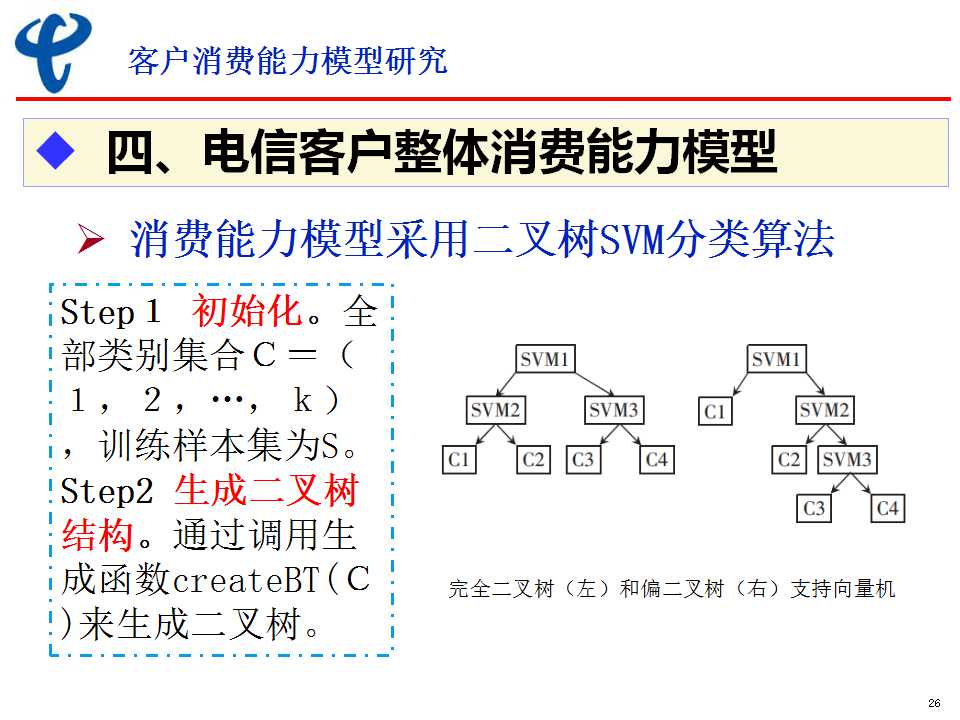 客户消费能力模型研究
四、电信客户整体消费能力模型
消费能力模型采用二叉树SVM分类算法
Step１ 初始化。全
部类别集合Ｃ＝（
１，２，…，ｋ）
，训练样本集为S。
Step2 生成二叉树
结构。通过调用生
成函数createBT(Ｃ
)来生成二叉树。
SVM1
SVM2 SVM3
C1 C2 C3 C4
SVM1
C1 SVM2
C2 SVM3
C3 C4
完全二叉树（左）和偏二叉树（右）支持向量机
26